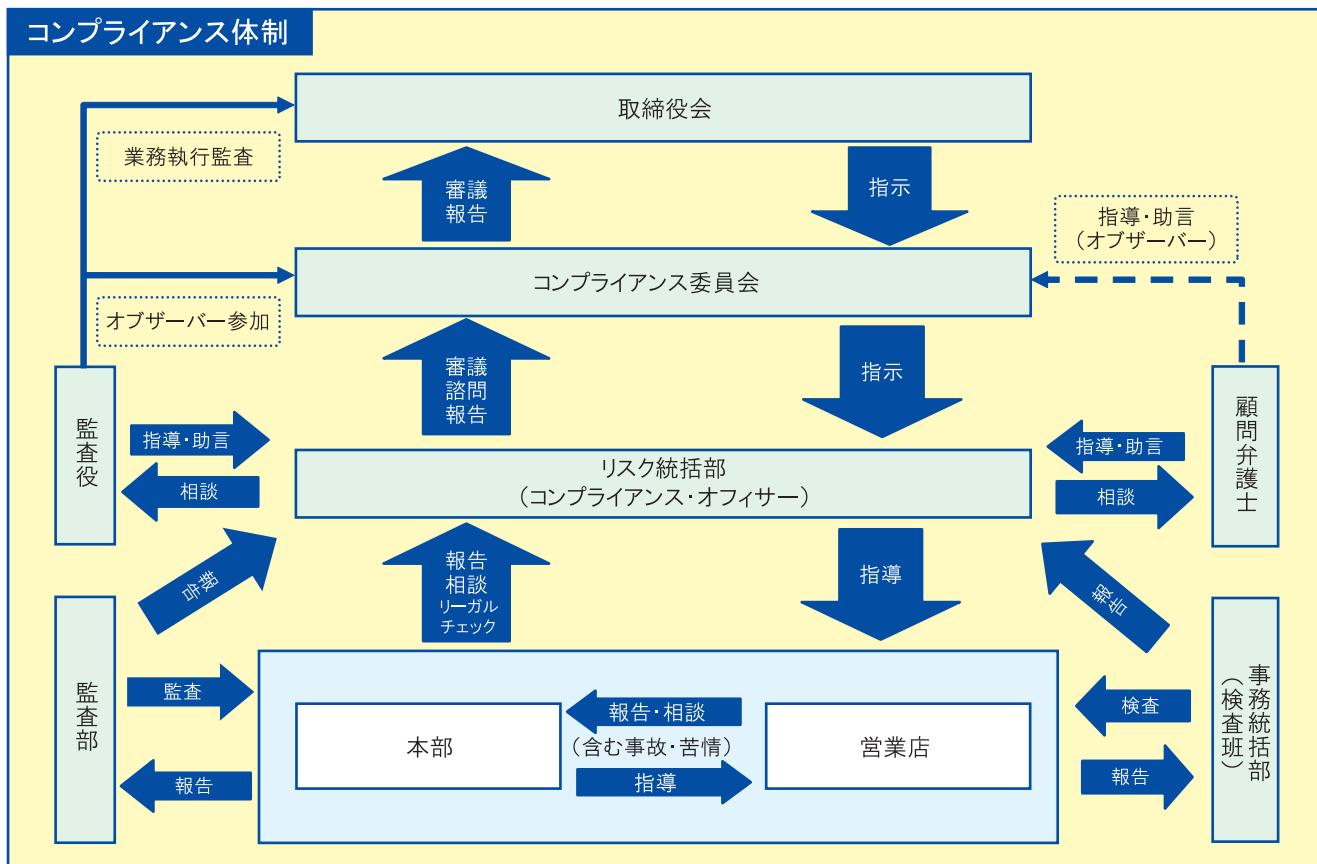 コンプライアンス体制
取締役会
業務執行監査
審議
報告
指示
指導・助言
（オブザーバー）
コンプライアンス委員会
オブザーバー参加
審議
諮問
報告
指示
監査役
指導・助言
相談
リスク統括部
（コンプライアンス・オフィサー）
指導・助言
相談
顧問弁護士
報告
報告
相談
リーガル
チェック
指導
報告
監査部
監査
報告
本部
報告・相談
（含む事故・苦情）
指導
営業店
検査
報告
事務統括部
（検査班）